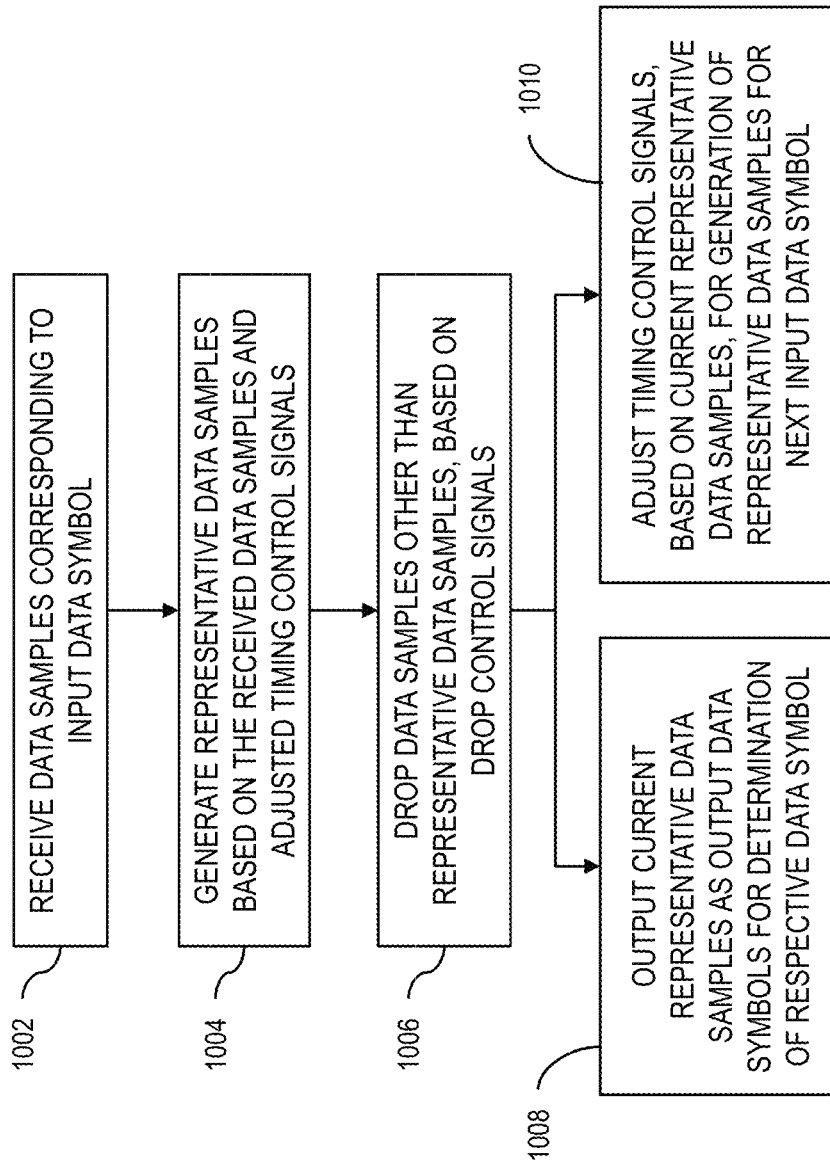 1002
RECEIVE DATA SAMPLES CORRESPONDING TO
INPUT DATA SYMBOL
1004
GENERATE REPRESENTATIVE DATA SAMPLES
BASED ON THE RECEIVED DATA SAMPLES AND
ADJUSTED TIMING CONTROL SIGNALS
1006
DROP DATA SAMPLES OTHER THAN
REPRESENTATIVE DATA SAMPLES, BASED ON
DROP CONTROL SIGNALS
1008
OUTPUT CURRENT
REPRESENTATIVE DATA
SAMPLES AS OUTPUT DATA
SYMBOLS FOR DETERMINATION
OF RESPECTIVE DATA SYMBOL
1010
ADJUST TIMING CONTROL SIGNALS,
BASED ON CURRENT REPRESENTATIVE
DATA SAMPLES, FOR GENERATION OF
REPRESENTATIVE DATA SAMPLES FOR
NEXT INPUT DATA SYMBOL